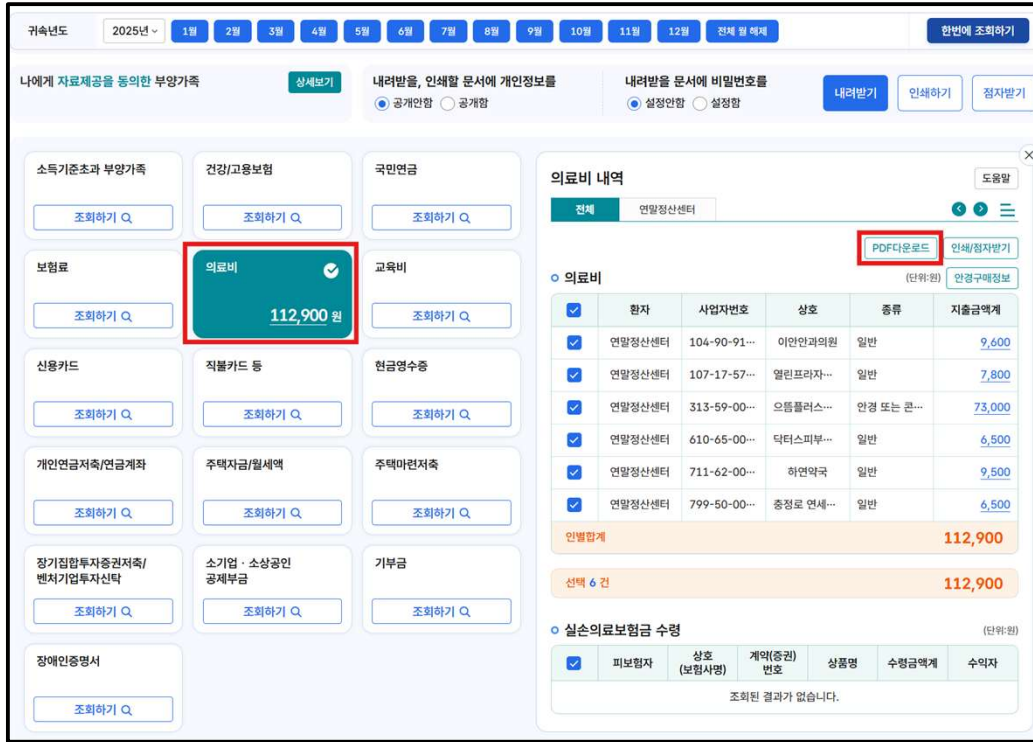 귀속년도 2025년 1월 2월 3월 4월 5월 6월 7월 8월 9월 10월 11월 12월 전체 월 해제 한번에 조회하기
나에게 자료제공을 동의한 부양가족 상세보기
내려받을, 인쇄할 문서에 개인정보를
공개안함 공개함
내려받을 문서에 비밀번호를
설정안함 설정함
내려받기 인쇄하기 점자받기
소득기준초과 부양가족 건강/고용보험 국민연금
조회하기 조회하기 조회하기
보험료 의료비 교육비
조회하기 112,900 원 조회하기
신용카드 직불카드 등 현금영수증
조회하기 조회하기 조회하기
개인연금저축/연금계좌 주택자금/월세액 주택마련저축
조회하기 조회하기 조회하기
장기집합투자증권저축/
벤처기업투자신탁
소기업 · 소상공인
공제부금
기부금
조회하기 조회하기 조회하기
장애인증명서
조회하기
의료비 내역 도움말
전체 연말정산센터
PDF다운로드 인쇄/점자받기
의료비 (단위:원) 안경구매정보
환자 사업자번호 상호 종류 지출금액계
연말정산센터 104-90-91··· 이안안과의원 일반 9,600
연말정산센터 107-17-57··· 열린프라자··· 일반 7,800
연말정산센터 313-59-00··· 으뜸플러스··· 안경 또는 콘··· 73,000
연말정산센터 610-65-00··· 닥터스피부··· 일반 6,500
연말정산센터 711-62-00··· 하연약국 일반 9,500
연말정산센터 799-50-00··· 충정로 연세··· 일반 6,500
인별합계 112,900
선택 6 건 112,900
실손의료보험금 수령 (단위:원)
피보험자 상호
(보험사명) 계약(증권)
번호 상품명 수령금액계 수익자
조회된 결과가 없습니다.